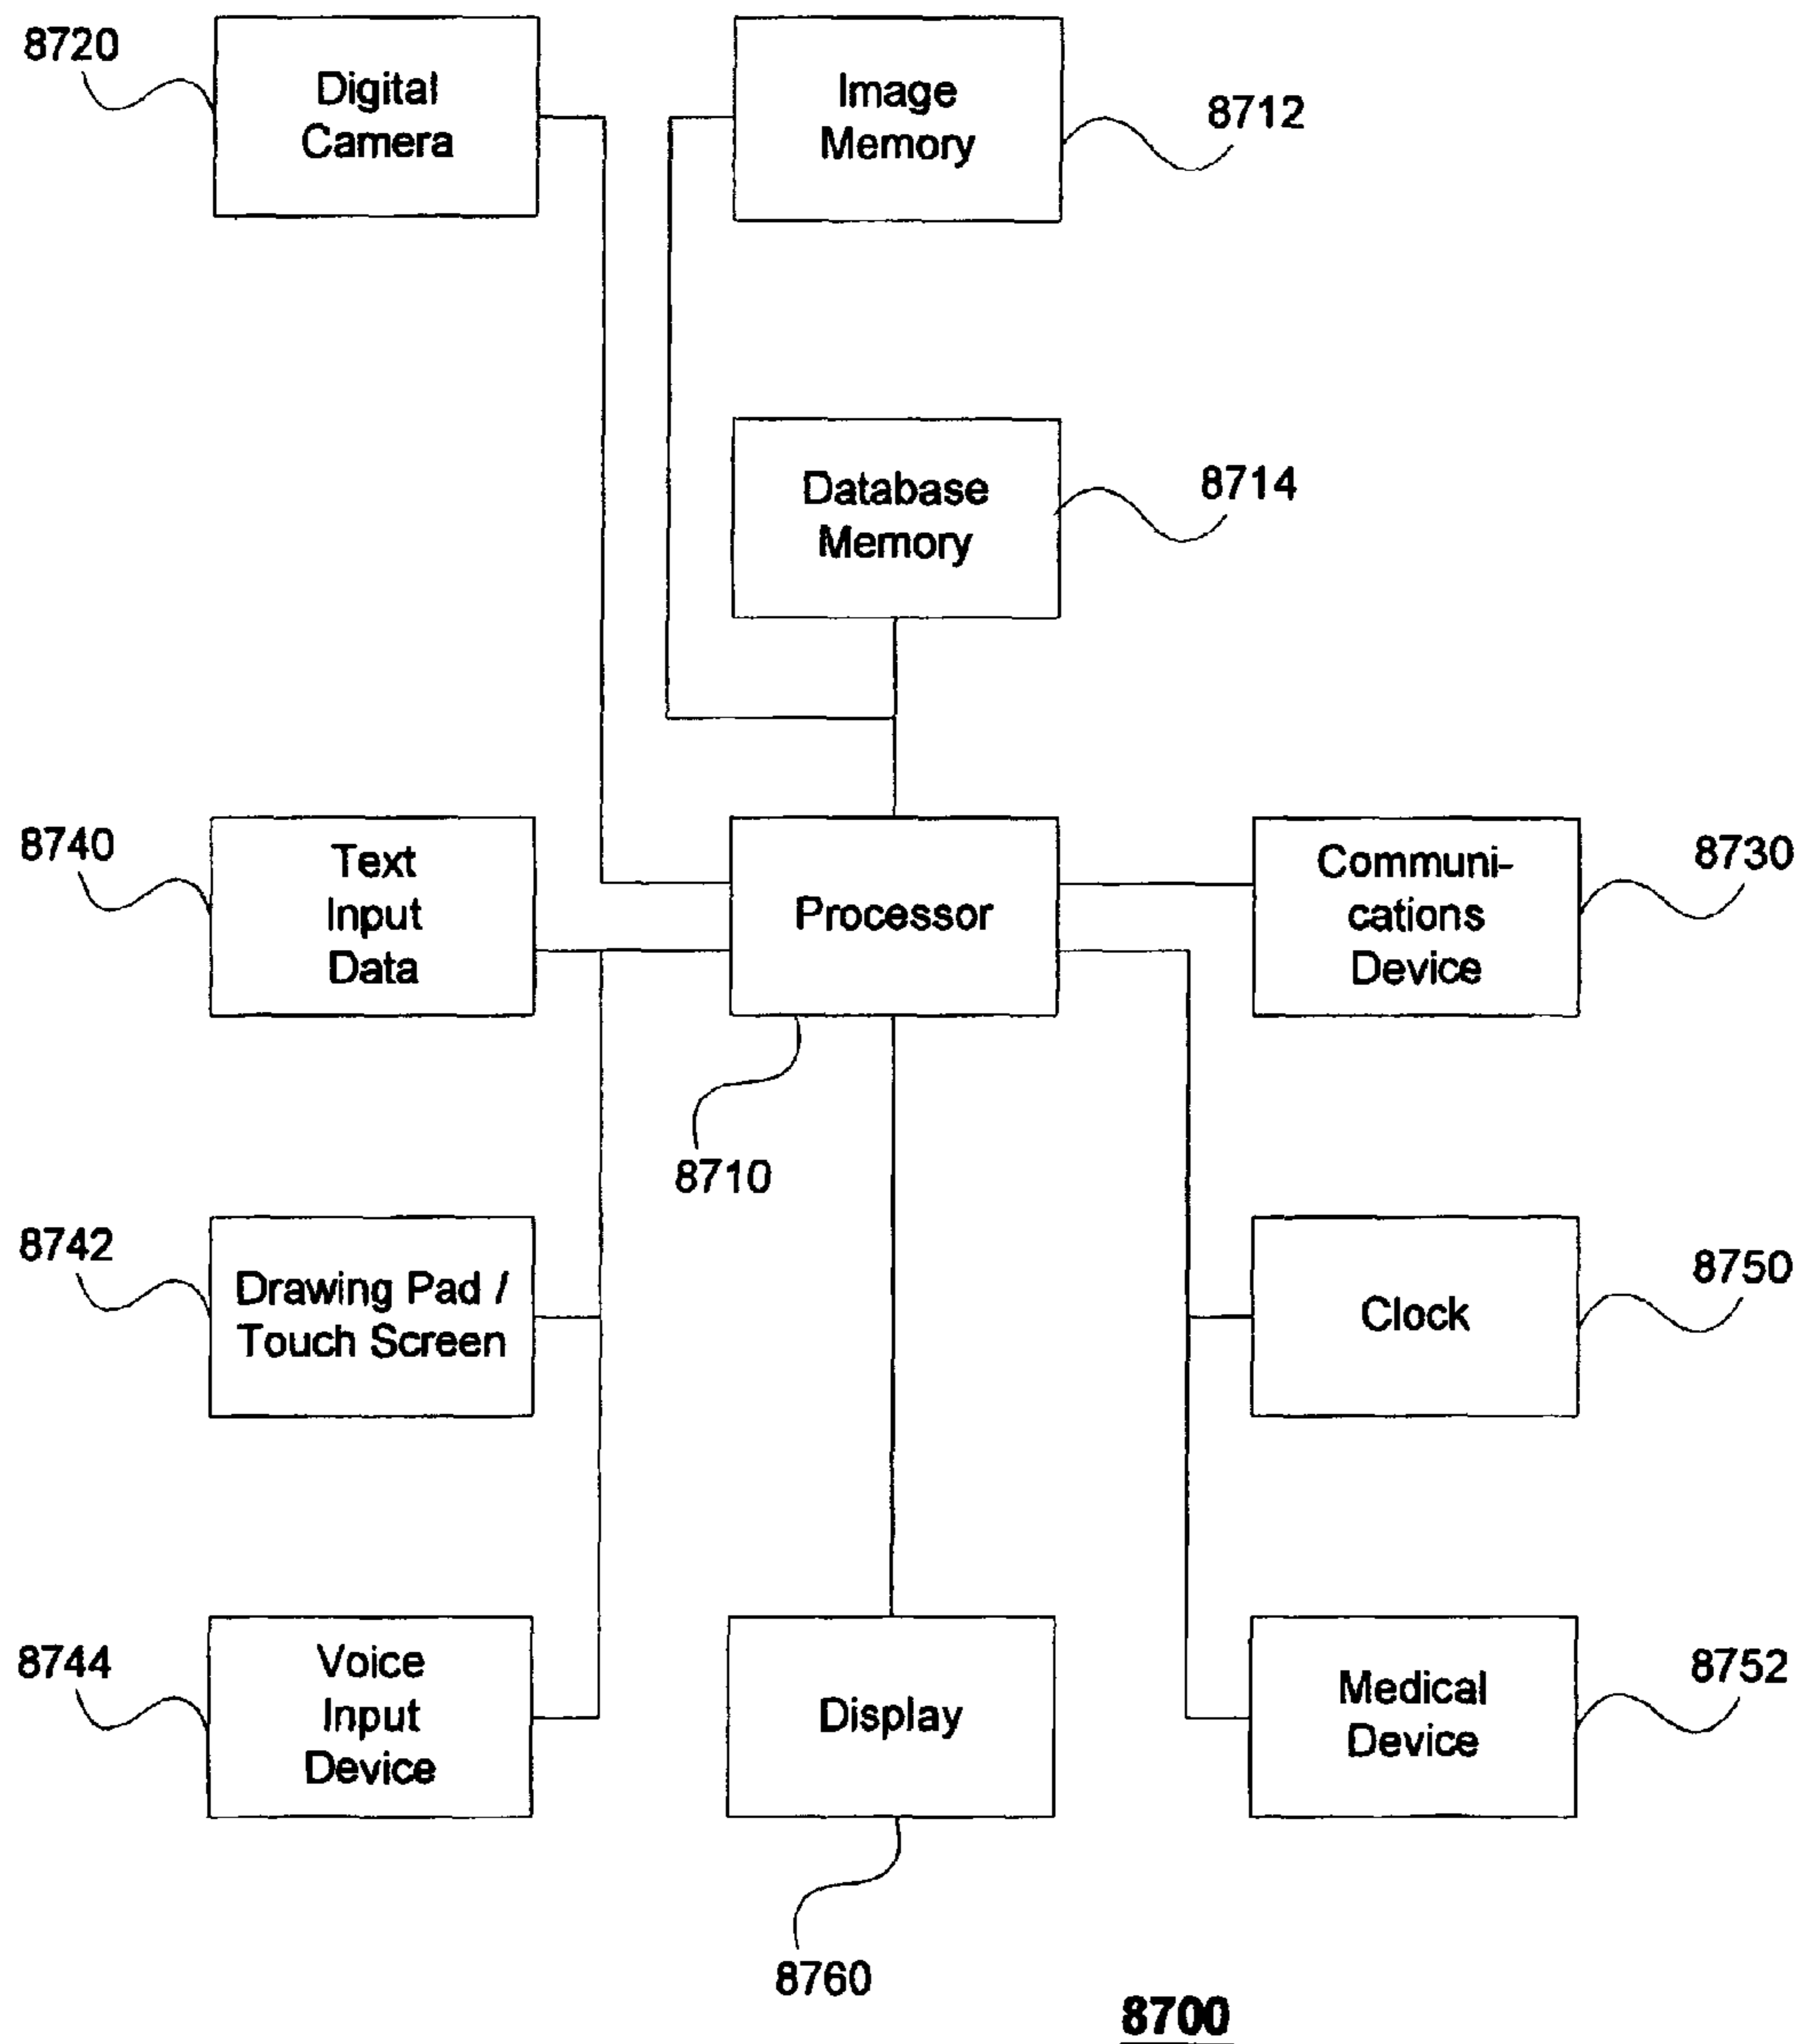 8720
Digital
Camera
Image
Memory
8712
Database
Memory
8714
8740
Text
Input
Data
Processor
8710
Communi-
cations
Device
8730
8742
Drawing Pad /
Touch Screen
Clock
8750
8744
Voice
Input
Device
Display
8760
Medical
Device
8752
8700